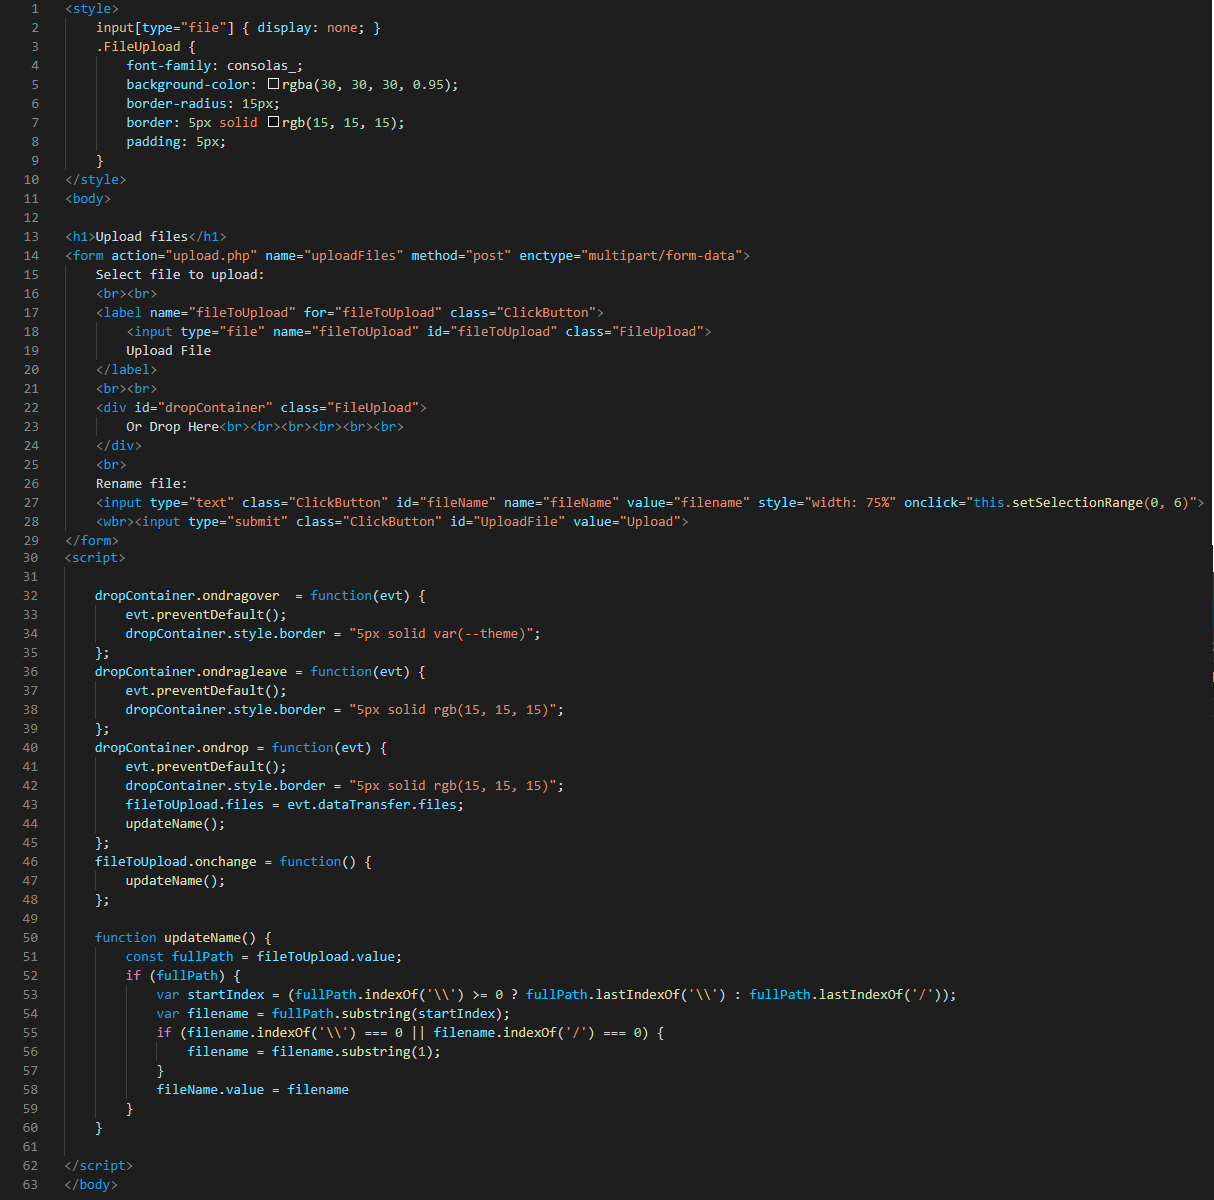 1 <style>
2 input[type="file"] { display: none; }
3 .FileUpload {
4 font-family: consolas_;
5 background-color: rgba(30, 30, 30, 0.95);
6 border-radius: 15px;
7 border: 5px solid rgb(15, 15, 15);
8 padding: 5px;
9 }
10 </style>
11 <body>
12
13 <h1>Upload files</h1>
14 <form action="upload.php" name="uploadFiles" method="post" enctype="multipart/form-data">
15 Select file to upload:
16 <br><br>
17 <label name="fileToUpload" for="fileToUpload" class="ClickButton">
18 <input type="file" name="fileToUpload" id="fileToUpload" class="FileUpload">
19 Upload File
20 </label>
21 <br><br>
22 <div id="dropContainer" class="FileUpload">
23 Or Drop Here<br><br><br><br><br><br>
24 </div>
25 <br>
26 Rename file:
27 <input type="text" class="ClickButton" id="fileName" name="fileName" value="filename" style="width: 75%" onclick="this.setSelectionRange(0, 6)">
28 <wbr><input type="submit" class="ClickButton" id="UploadFile" value="Upload">
29 </form>
30 <script>
31
32 dropContainer.ondragover  = function(evt) {
33 evt.preventDefault();
34 dropContainer.style.border = "5px solid var(--theme)";
35 };
36 dropContainer.ondragleave = function(evt) {
37 evt.preventDefault();
38 dropContainer.style.border = "5px solid rgb(15, 15, 15)";
39 };
40 dropContainer.ondrop = function(evt) {
41 evt.preventDefault();
42 dropContainer.style.border = "5px solid rgb(15, 15, 15)";
43 fileToUpload.files = evt.dataTransfer.files;
44 updateName();
45 };
46 fileToUpload.onchange = function() {
47 updateName();
48 };
49
50 function updateName() {
51 const fullPath = fileToUpload.value;
52 if (fullPath) {
53 var startIndex = (fullPath.indexOf('\\') >= 0 ? fullPath.lastIndexOf('\\') : fullPath.lastIndexOf('/'));
54 var filename = fullPath.substring(startIndex);
55 if (filename.indexOf('\\') === 0 || filename.indexOf('/') === 0) {
56 filename = filename.substring(1);
57 }
58 fileName.value = filename
59 }
60 }
61
62 </script>
63 </body>